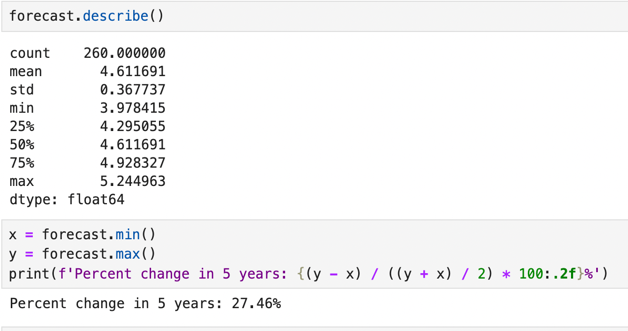 forecast.describe()
count    260.000000
mean       4.611691
std        0.367737
min        3.978415
25%        4.295055
50%        4.611691
75%        4.928327
max        5.244963
dtype: float64
x = forecast.min()
y = forecast.max()
print(f'Percent change in 5 years: {(y - x) / ((y + x) / 2) * 100:.2f}%')
Percent change in 5 years: 27.46%